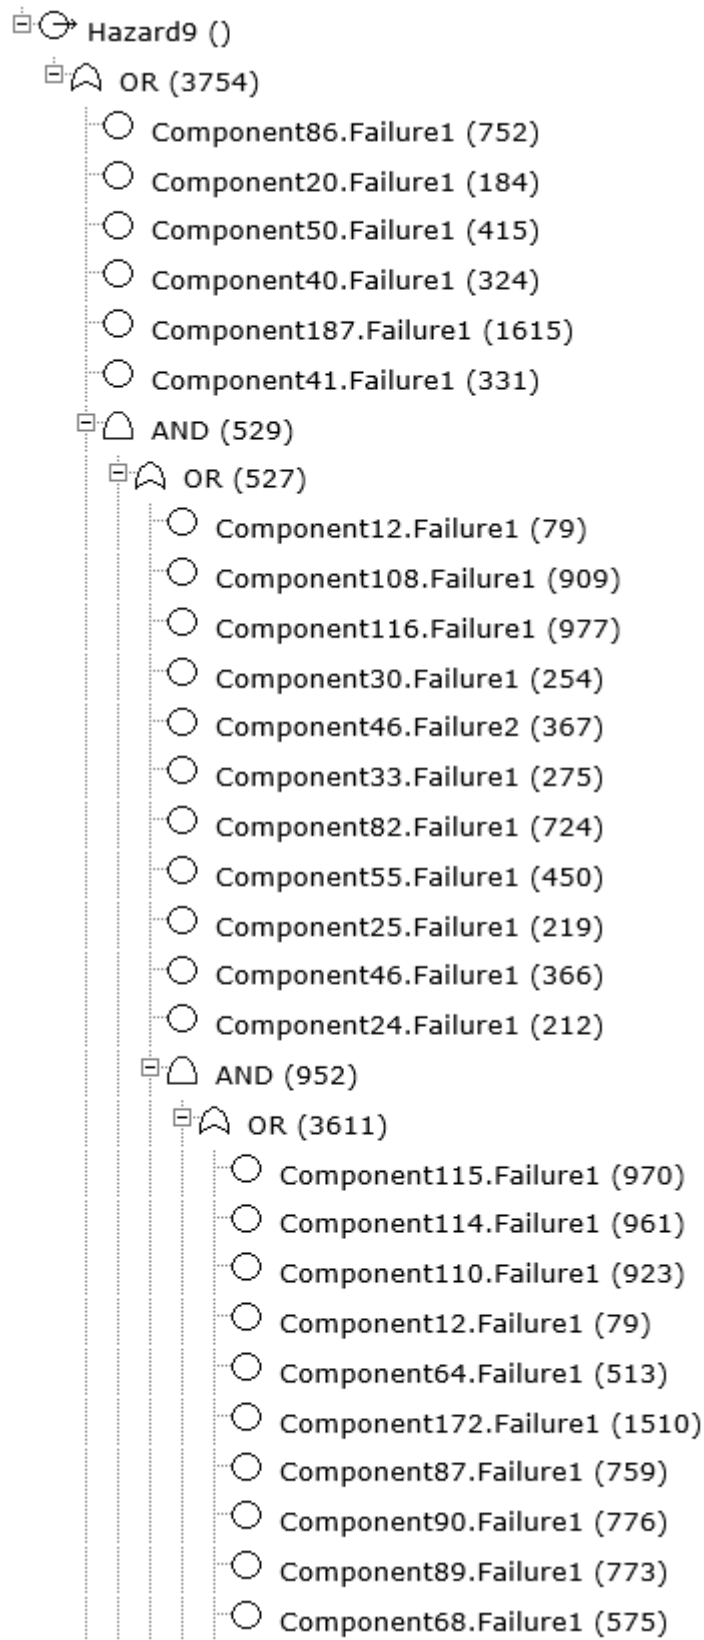 Hazard9 ()
OR (3754)
Component86.Failure1 (752)
Component20.Failure1 (184)
Component50.Failure1 (415)
Component40.Failure1 (324)
Component187.Failure1 (1615)
Component41.Failure1 (331)
AND (529)
OR (527)
Component12.Failure1 (79)
Component108.Failure1 (909)
Component116.Failure1 (977)
Component30.Failure1 (254)
Component46.Failure2 (367)
Component33.Failure1 (275)
Component82.Failure1 (724)
Component55.Failure1 (450)
Component25.Failure1 (219)
Component46.Failure1 (366)
Component24.Failure1 (212)
AND (952)
OR (3611)
Component115.Failure1 (970)
Component114.Failure1 (961)
Component110.Failure1 (923)
Component12.Failure1 (79)
Component64.Failure1 (513)
Component172.Failure1 (1510)
Component87.Failure1 (759)
Component90.Failure1 (776)
Component89.Failure1 (773)
Component68.Failure1 (575)